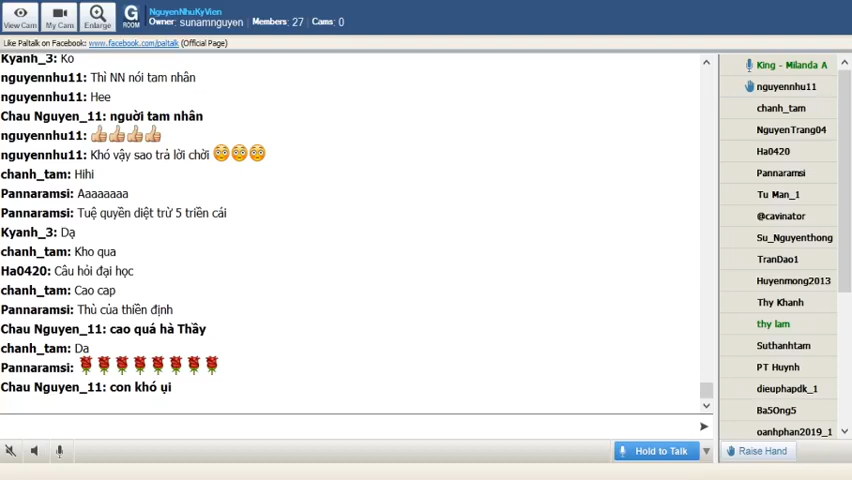 NguyenNhuKyVien
Owner: sunamnguyen Members: 27 Cams: 0
View Cam My Cam Enlarge G ROOM
Like Paltalk on Facebook: www.facebook.com/paltalk (Official Page)
Kyanh_3: Ko
nguyennhu11: Thì NN nói tam nhân
nguyennhu11: Hee
Chau Nguyen_11: người tam nhân
nguyennhu11:
nguyennhu11: Khó vậy sao trả lời chời
chanh_tam: Hihi
Pannaramsi: Aaaaaaaa
Pannaramsi: Tuệ quyền diệt trừ 5 triền cái
Kyanh_3: Dạ
chanh_tam: Kho qua
Ha0420: Câu hỏi đại học
chanh_tam: Cao cap
Pannaramsi: Thù của thiền định
Chau Nguyen_11: cao quá hà Thầy
chanh_tam: Da
Pannaramsi:
Chau Nguyen_11: con khó ụi
Hold to Talk
King - Milanda A
nguyennhu11
chanh_tam
NguyenTrang04
Ha0420
Pannaramsi
Tu Man_1
@cavinator
Su_Nguyenthong
TranDao1
Huyenmong2013
Thy Khanh
thy lam
Suthanhtam
PT Huynh
dieuphapdk_1
Ba5Ong5
oanhphan2019_1
Raise Hand